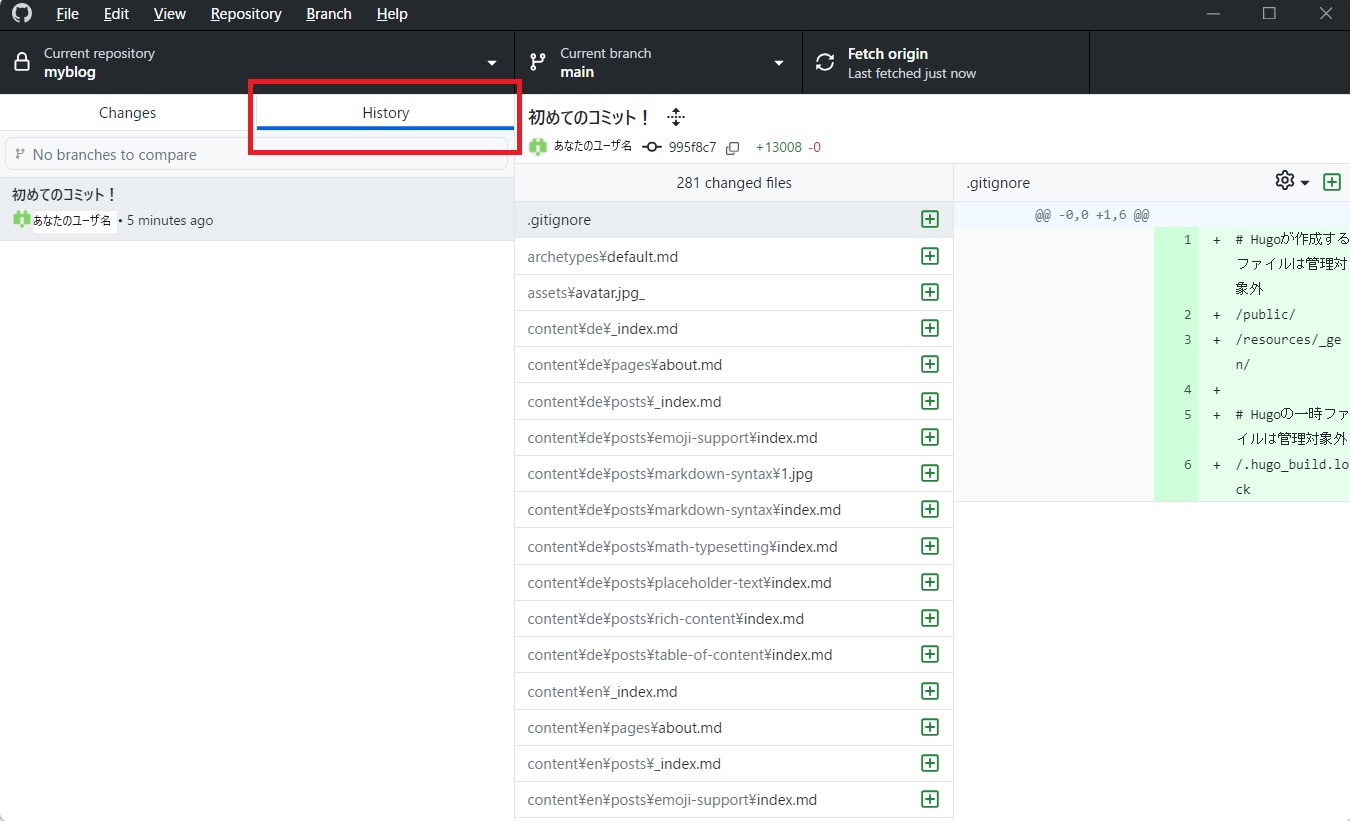 File Edit View Repository Branch Help
Current repository
myblog
Current branch
main
Fetch origin
Last fetched just now
Changes
History
No branches to compare
初めてのコミット！
あなたのユーザ名 • 5 minutes ago
初めてのコミット！
あなたのユーザ名 995f8c7 +13008 -0
281 changed files
.gitignore
archetypes¥default.md
assets¥avatar.jpg_
content¥de¥_index.md
content¥de¥pages¥about.md
content¥de¥posts¥_index.md
content¥de¥posts¥emoji-support¥index.md
content¥de¥posts¥markdown-syntax¥1.jpg
content¥de¥posts¥markdown-syntax¥index.md
content¥de¥posts¥math-typesetting¥index.md
content¥de¥posts¥placeholder-text¥index.md
content¥de¥posts¥rich-content¥index.md
content¥de¥posts¥table-of-content¥index.md
content¥en¥_index.md
content¥en¥pages¥about.md
content¥en¥posts¥_index.md
content¥en¥posts¥emoji-support¥index.md
.gitignore
@@ -0,0 +1,6 @@
1 + # Hugoが作成する
ファイルは管理対
象外
2 + /public/
3 + /resources/_ge
n/
4 +
5 + # Hugoの一時ファ
イルは管理対象外
6 + /.hugo_build.lo
ck